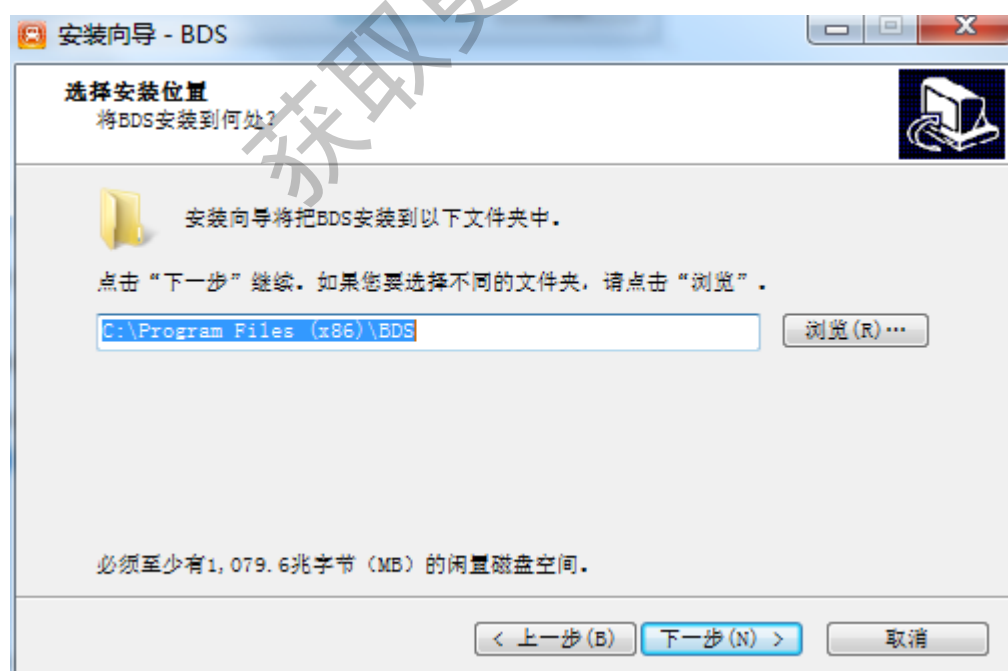 安装向导 - BDS
选择安装位置
将BDS安装到何处?
安装向导将把BDS安装到以下文件夹中。
点击“下一步”继续。如果您要选择不同的文件夹，请点击“浏览”。
C:\Program Files (x86)\BDS
浏览(R)…
必须至少有1,079.6兆字节（MB）的闲置磁盘空间。
< 上一步(B)
下一步(N) >
取消
获取